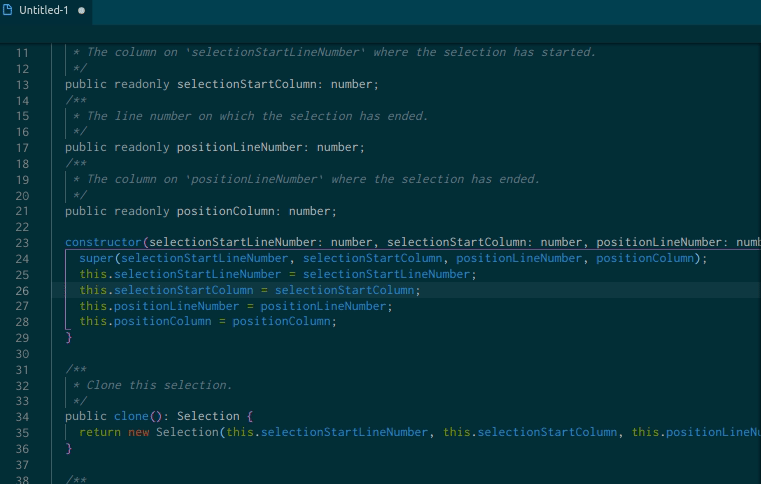 Untitled-1
11 * The column on 'selectionStartLineNumber' where the selection has started.
12 */
13 public readonly selectionStartColumn: number;
14 /**
15 * The line number on which the selection has ended.
16 */
17 public readonly positionLineNumber: number;
18 /**
19 * The column on 'positionLineNumber' where the selection has ended.
20 */
21 public readonly positionColumn: number;
22
23 constructor(selectionStartLineNumber: number, selectionStartColumn: number, positionLineNumber: numb
24 super(selectionStartLineNumber, selectionStartColumn, positionLineNumber, positionColumn);
25 this.selectionStartLineNumber = selectionStartLineNumber;
26 this.selectionStartColumn = selectionStartColumn;
27 this.positionLineNumber = positionLineNumber;
28 this.positionColumn = positionColumn;
29 }
30
31 /**
32 * Clone this selection.
33 */
34 public clone(): Selection {
35 return new Selection(this.selectionStartLineNumber, this.selectionStartColumn, this.positionLineNu
36 }
37
38 /**